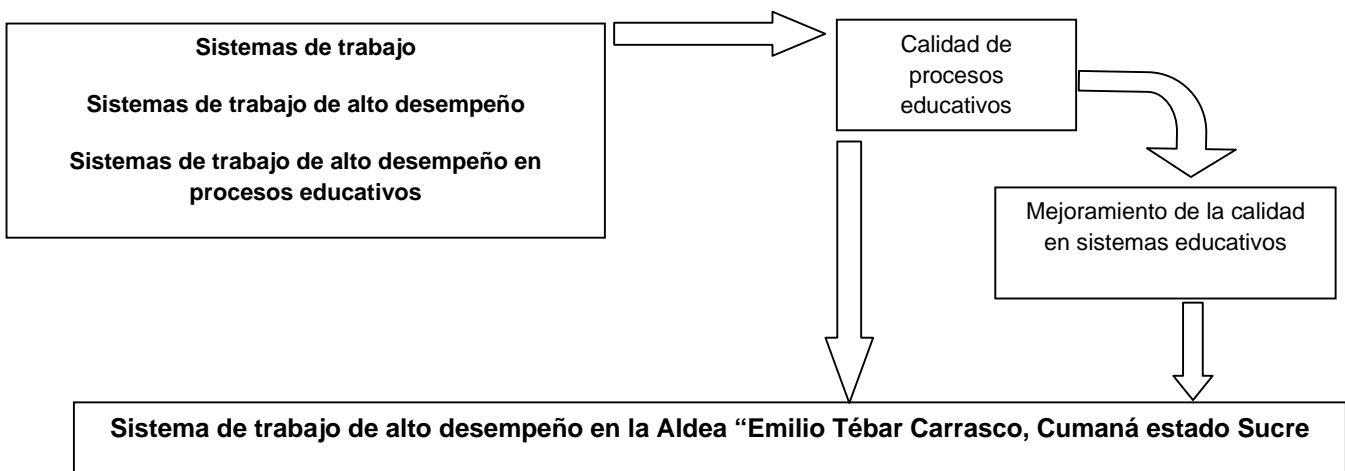 Sistemas de trabajo
Sistemas de trabajo de alto desempeño
Sistemas de trabajo de alto desempeño en
procesos educativos
Calidad de
procesos
educativos
Mejoramiento de la calidad
en sistemas educativos
Sistema de trabajo de alto desempeño en la Aldea “Emilio Tébar Carrasco, Cumaná estado Sucre